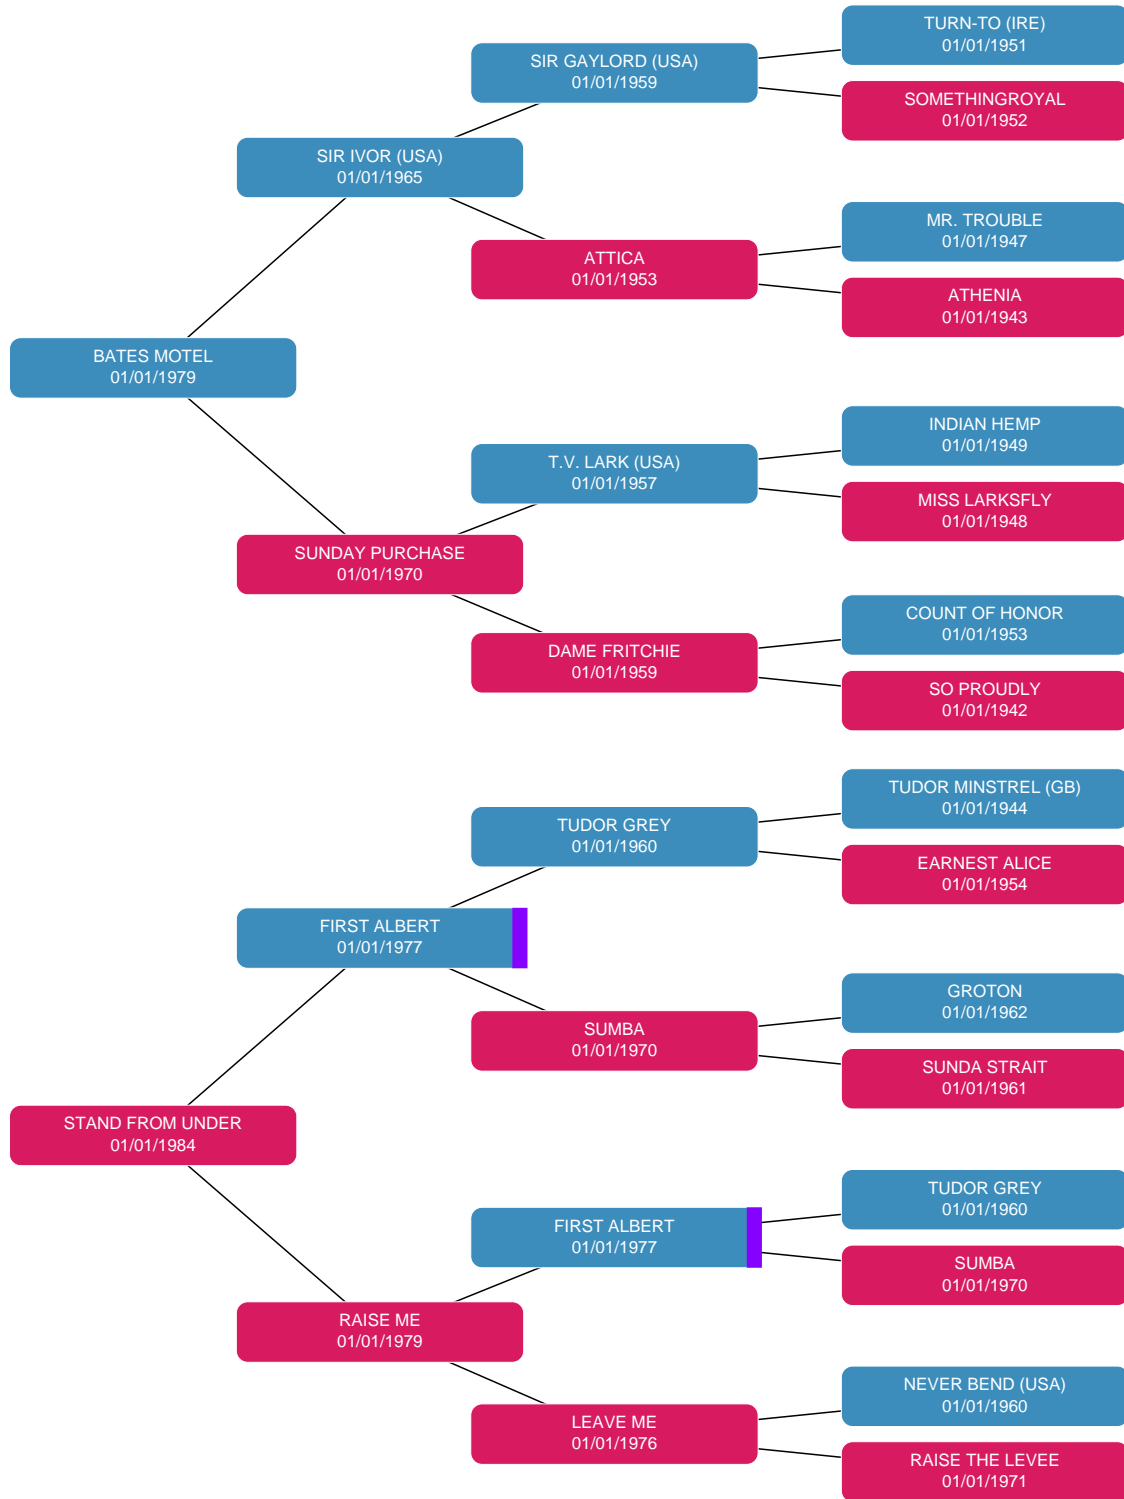 TURN-TO (IRE)
01/01/1951
SIR GAYLORD (USA)
01/01/1959
SOMETHINGROYAL
01/01/1952
SIR IVOR (USA)
01/01/1965
MR. TROUBLE
01/01/1947
ATTICA
01/01/1953
ATHENIA
01/01/1943
BATES MOTEL
01/01/1979
INDIAN HEMP
01/01/1949
T.V. LARK (USA)
01/01/1957
MISS LARKSFLY
01/01/1948
SUNDAY PURCHASE
01/01/1970
COUNT OF HONOR
01/01/1953
DAME FRITCHIE
01/01/1959
SO PROUDLY
01/01/1942
TUDOR MINSTREL (GB)
01/01/1944
TUDOR GREY
01/01/1960
EARNEST ALICE
01/01/1954
FIRST ALBERT
01/01/1977
GROTON
01/01/1962
SUMBA
01/01/1970
SUNDA STRAIT
01/01/1961
STAND FROM UNDER
01/01/1984
TUDOR GREY
01/01/1960
FIRST ALBERT
01/01/1977
SUMBA
01/01/1970
RAISE ME
01/01/1979
NEVER BEND (USA)
01/01/1960
LEAVE ME
01/01/1976
RAISE THE LEVEE
01/01/1971